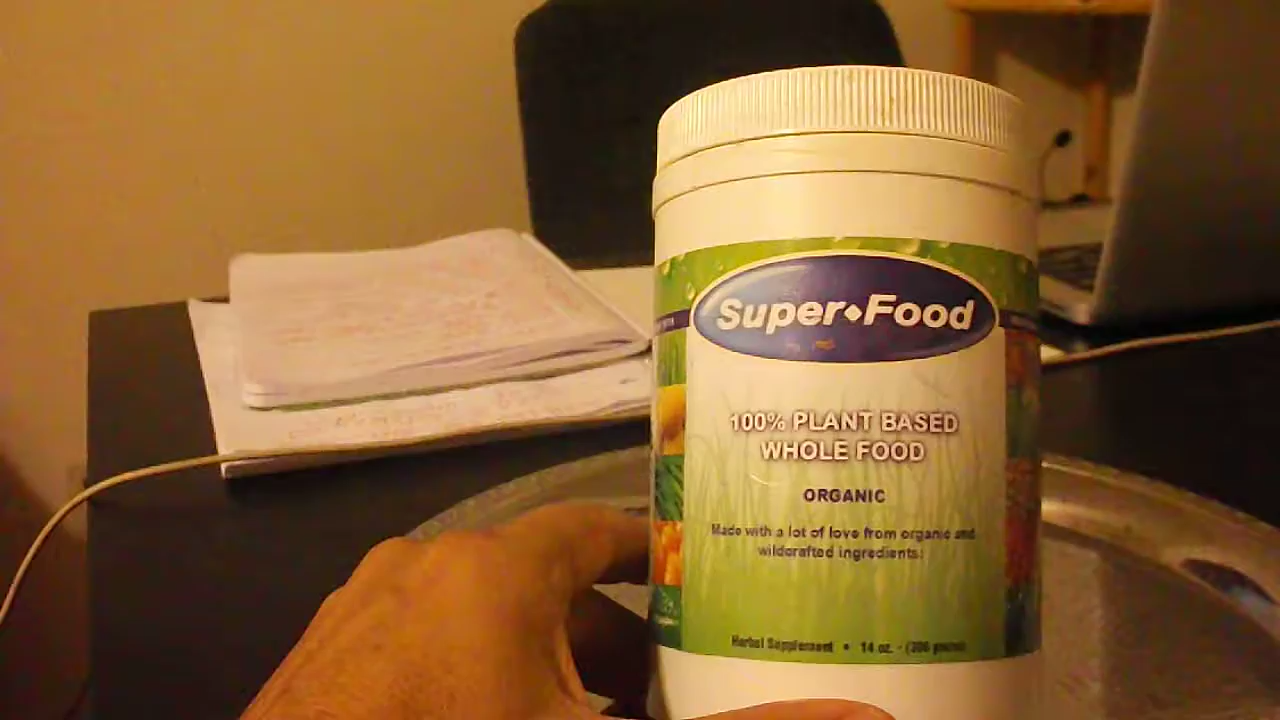 Super Food
100% PLANT BASED
WHOLE FOOD
ORGANIC
Made with a lot of love from organic and
wildcrafted ingredients:
Herbal Supplement • 14 oz. -